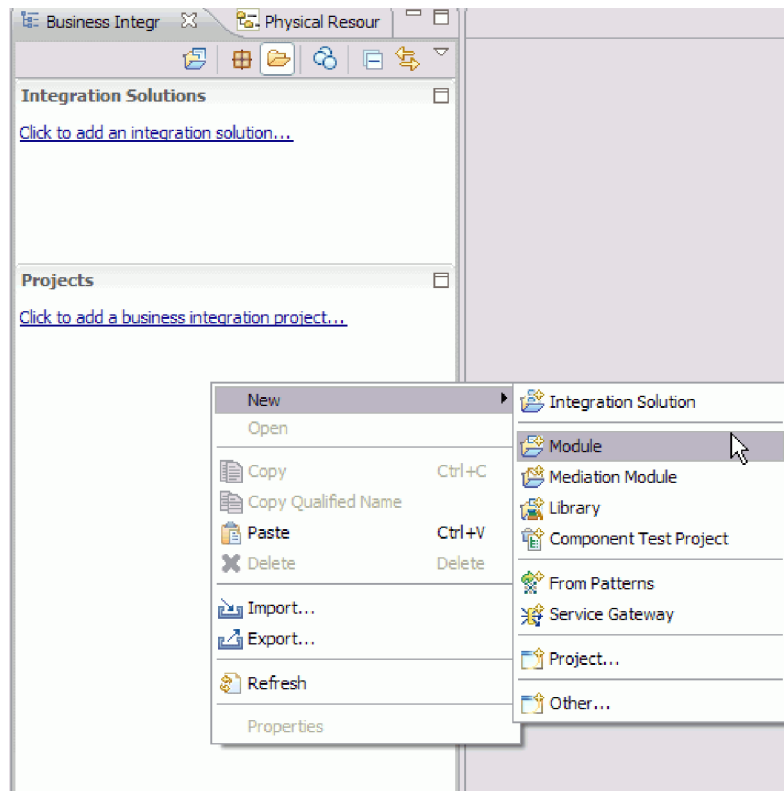 Business Integr
Physical Resour
Integration Solutions
Click to add an integration solution...
Projects
Click to add a business integration project...
New
Open
Copy Ctrl+C
Copy Qualified Name
Paste Ctrl+V
Delete Delete
Import...
Export...
Refresh
Properties
Integration Solution
Module
Mediation Module
Library
Component Test Project
From Patterns
Service Gateway
Project...
Other...